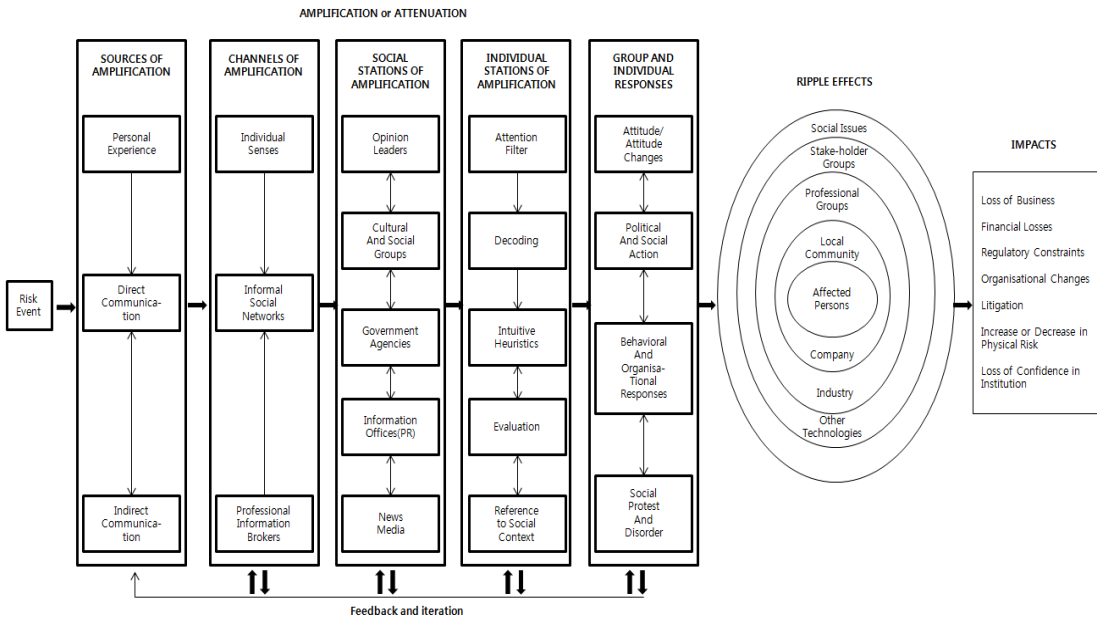 AMPLIFICATION or ATTENUATION
SOURCES OF
AMPLIFICATION
Personal
Experience
Direct
Communica-
tion
Indirect
Communica-
tion
CHANNELS OF
AMPLIFICATION
Individual
Senses
Informal
Social
Networks
Professional
Information
Brokers
SOCIAL
STATIONS OF
AMPLIFICATION
Opinion
Leaders
Cultural
And Social
Groups
Government
Agencies
Information
Offices(PR)
News
Media
INDIVIDUAL
STATIONS OF
AMPLIFICATION
Attention
Filter
Decoding
Intuitive
Heuristics
Evaluation
Reference
to Social
Context
GROUP AND
INDIVIDUAL
RESPONSES
Attitude/
Attitude
Changes
Political
And Social
Action
Behavioral
And
Organisa-
Tational
Responses
Social
Protest
And
Disorder
Risk
Event
RIPPLE EFFECTS
Social Issues
Stake-holder
Groups
Professional
Groups
Local
Community
Affected
Persons
Company
Industry
Other
Technologies
IMPACTS
Loss of Business
Financial Losses
Regulatory Constraints
Organisational Changes
Litigation
Increase or Decrease in
Physical Risk
Loss of Confidence in
Institution
Feedback and iteration